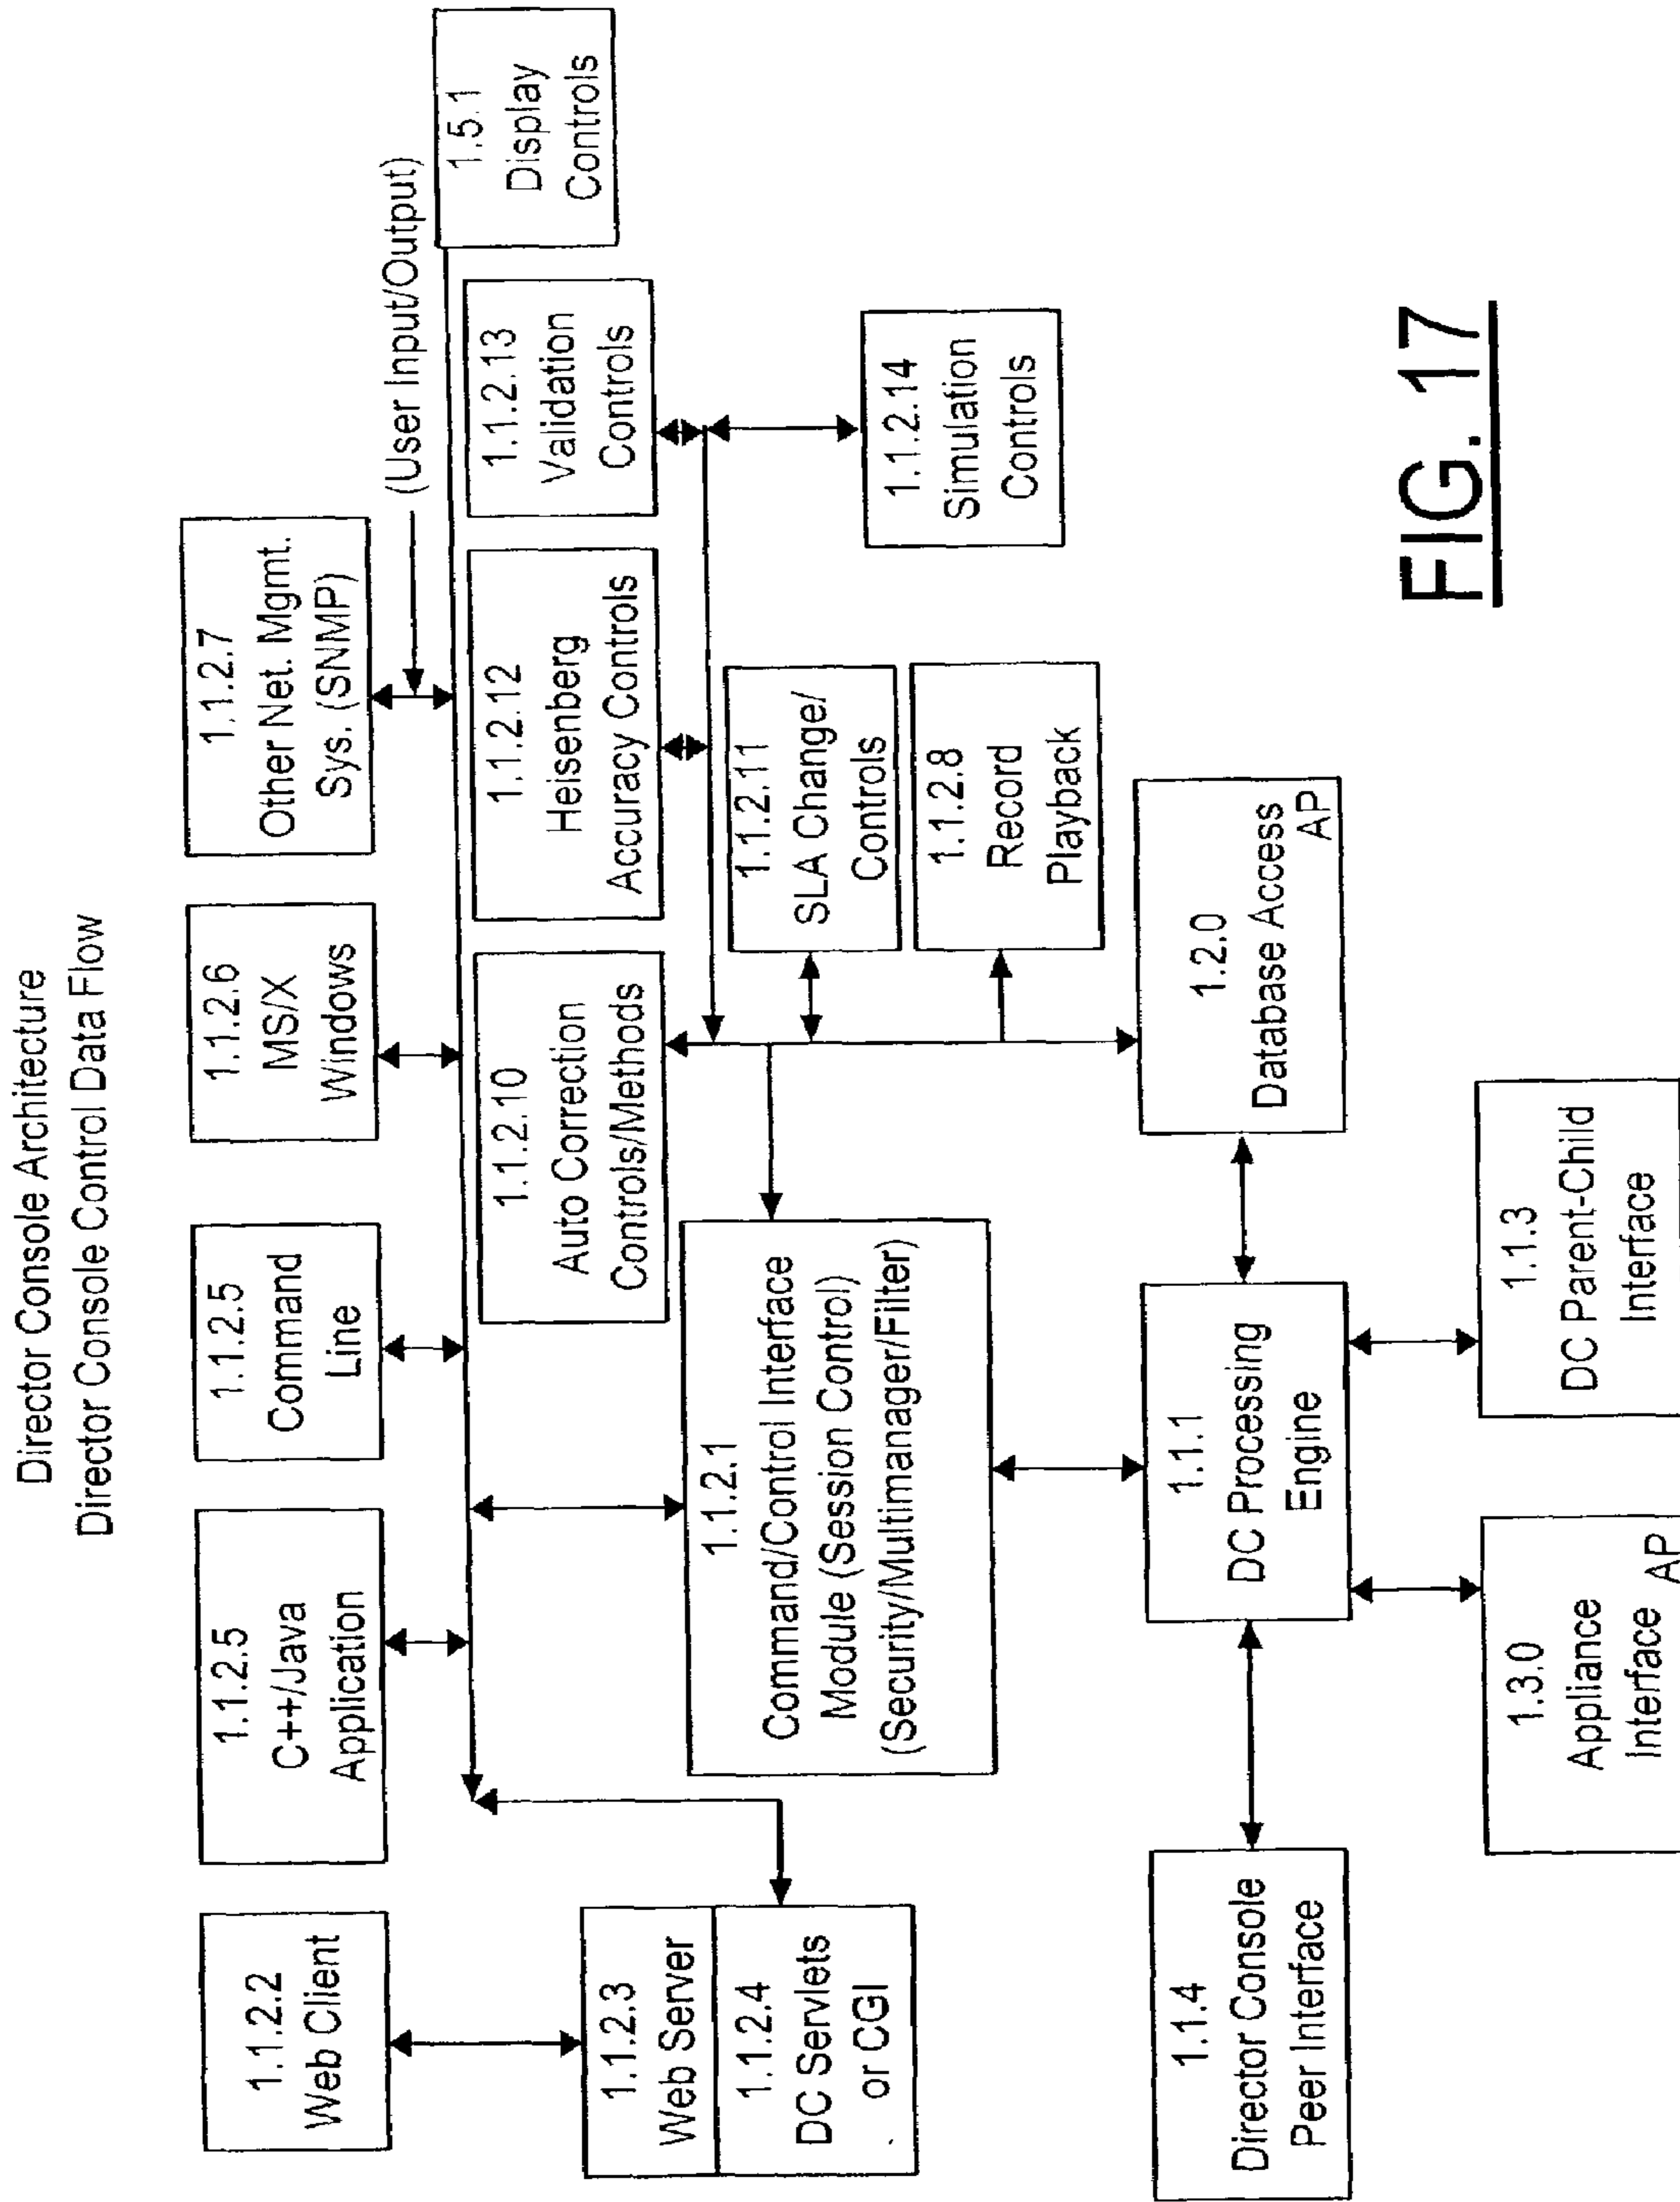 Director Console Architecture
Director Console Control Data Flow
1.1.2.2
Web Client
1.1.2.5
C++/Java
Application
1.1.2.5
Command
Line
1.1.2.6
MS/X
Windows
1.1.2.7
Other Net. Mgmt.
Sys. (SNMP)
(User Input/Output)
1.5.1
Display
Controls
1.1.2.3
Web Server
1.1.2.4
DC Servlets
or CGI
1.1.2.10
Auto Correction
Controls/Methods
1.1.2.12
Heisenberg
Accuracy Controls
1.1.2.13
Validation
Controls
1.1.2.1
Command/Control Interface
Module (Session Control)
(Security/Multimanager/Filter)
1.1.2.11
SLA Change/
Controls
1.1.2.8
Record
Playback
1.1.2.14
Simulation
Controls
1.1.4
Director Console
Peer Interface
1.1.1
DC Processing
Engine
1.2.0
Database Access
AP
1.3.0
Appliance
Interface
AP
1.1.3
DC Parent-Child
Interface
FIG. 17